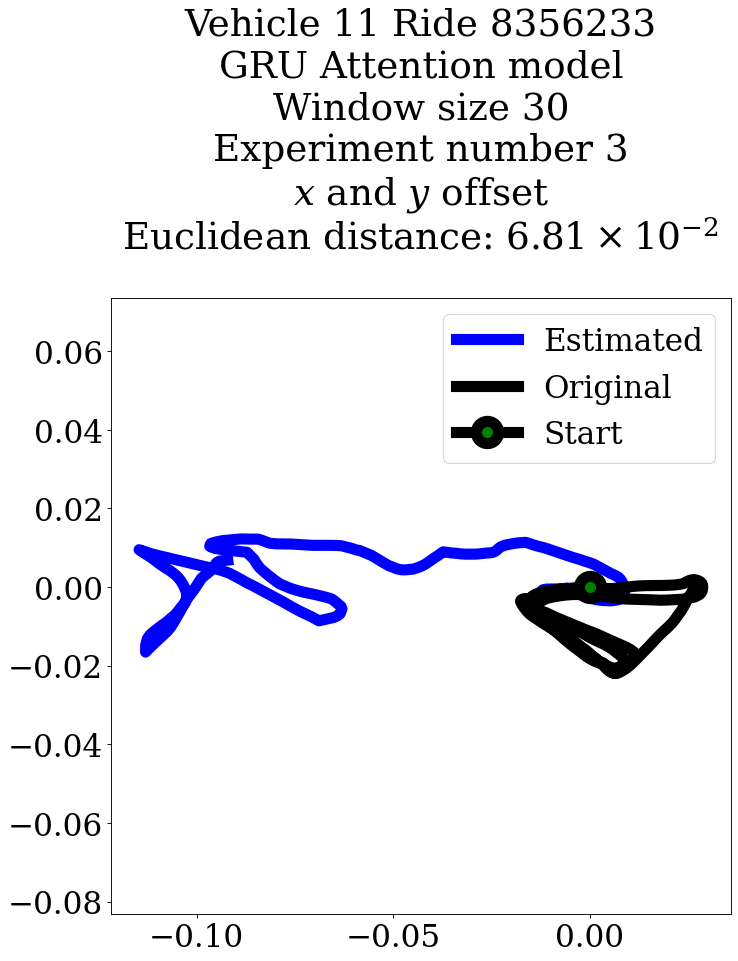 Vehicle 11 Ride 8356233
GRU Attention model
Window size 30
Experiment number 3
x and y offset
Euclidean distance: 6.81 × 10⁻²
Estimated
Original
Start
0.06
0.04
0.02
0.00
−0.02
−0.04
−0.06
−0.08
−0.10
−0.05
0.00